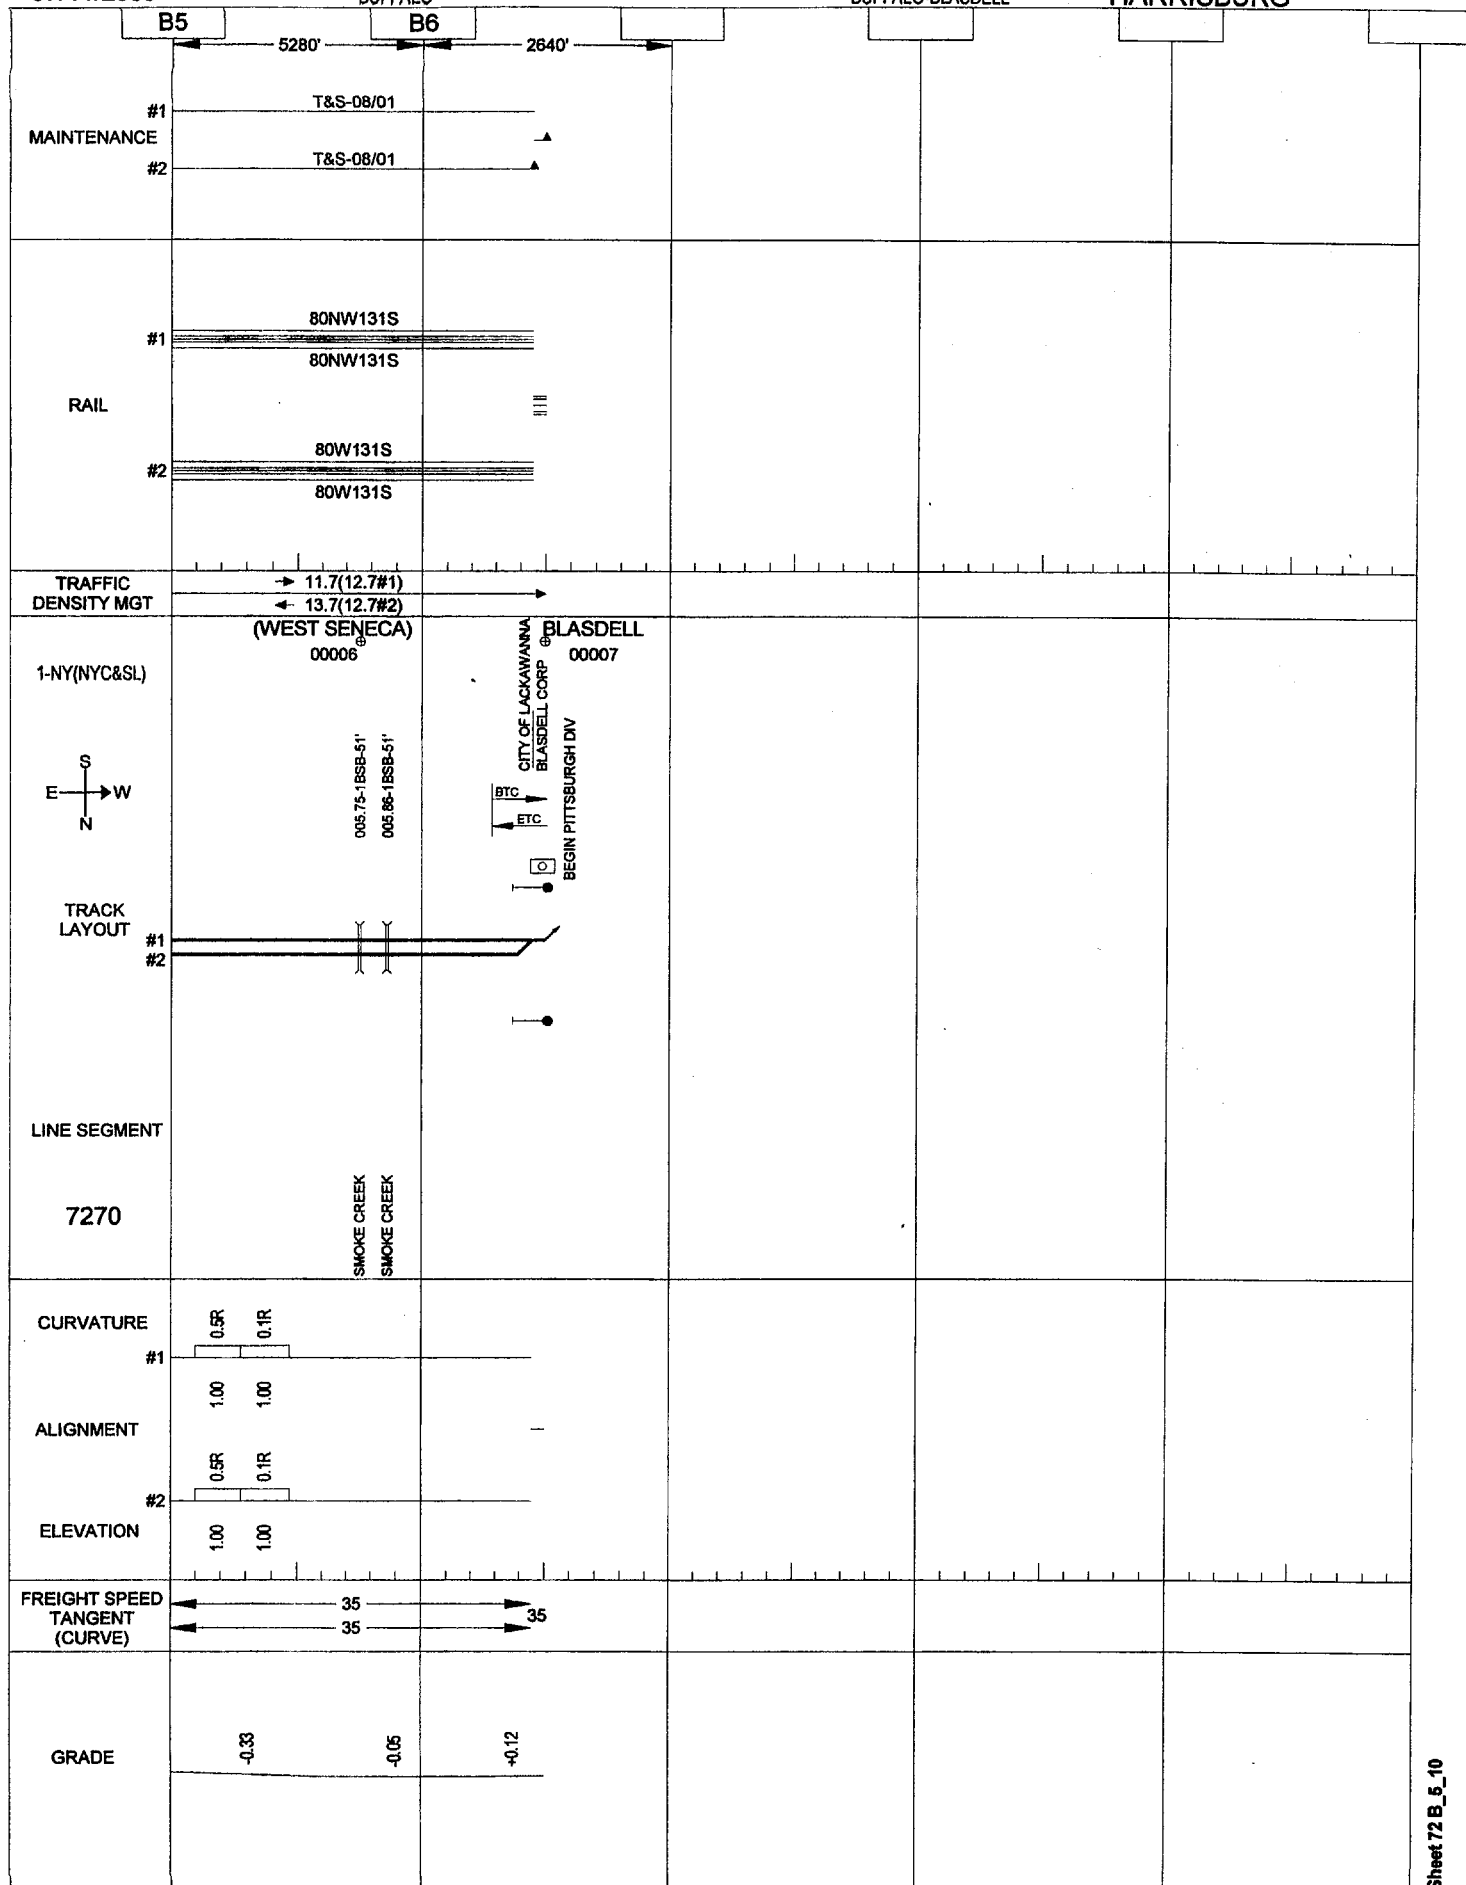 HARRISBURG
B5
B6
5280'
2640'
#1
T&S-08/01
MAINTENANCE
#2
T&S-08/01
80NW131S
#1
80NW131S
RAIL
80W131S
#2
80W131S
TRAFFIC
DENSITY MGT
11.7(12.7#1)
13.7(12.7#2)
(WEST SENECA)
00006
BLASDELL
00007
1-NY(NYC&SL)
CITY OF LACKAWANNA
BLASDELL CORP
BEGIN PITTSBURGH DIV
005.75-1BSB-51'
005.86-1BSB-51'
S
E
W
N
BTC
ETC
TRACK
LAYOUT
#1
#2
LINE SEGMENT
7270
SMOKE CREEK
SMOKE CREEK
CURVATURE
0.5R
0.1R
#1
1.00
1.00
ALIGNMENT
0.5R
0.1R
#2
ELEVATION
1.00
1.00
FREIGHT SPEED
TANGENT
(CURVE)
35
35
35
GRADE
-0.33
-0.05
+0.12
Sheet 72 B_5_10